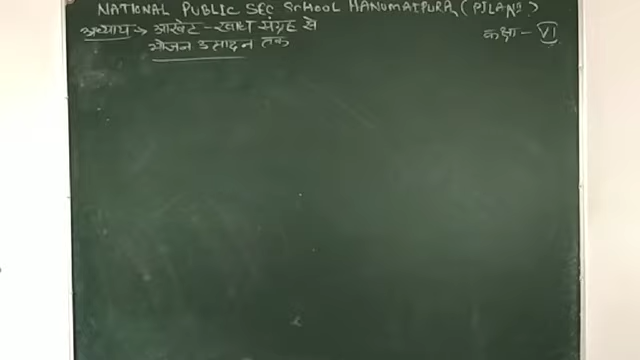 NATIONAL PUBLIC SEC SCHOOL HANUMATPURA, (PILANI)
अध्याय → आखेट - खाद्य संग्रह से
भोजन उत्पादन तक
कक्षा - VI